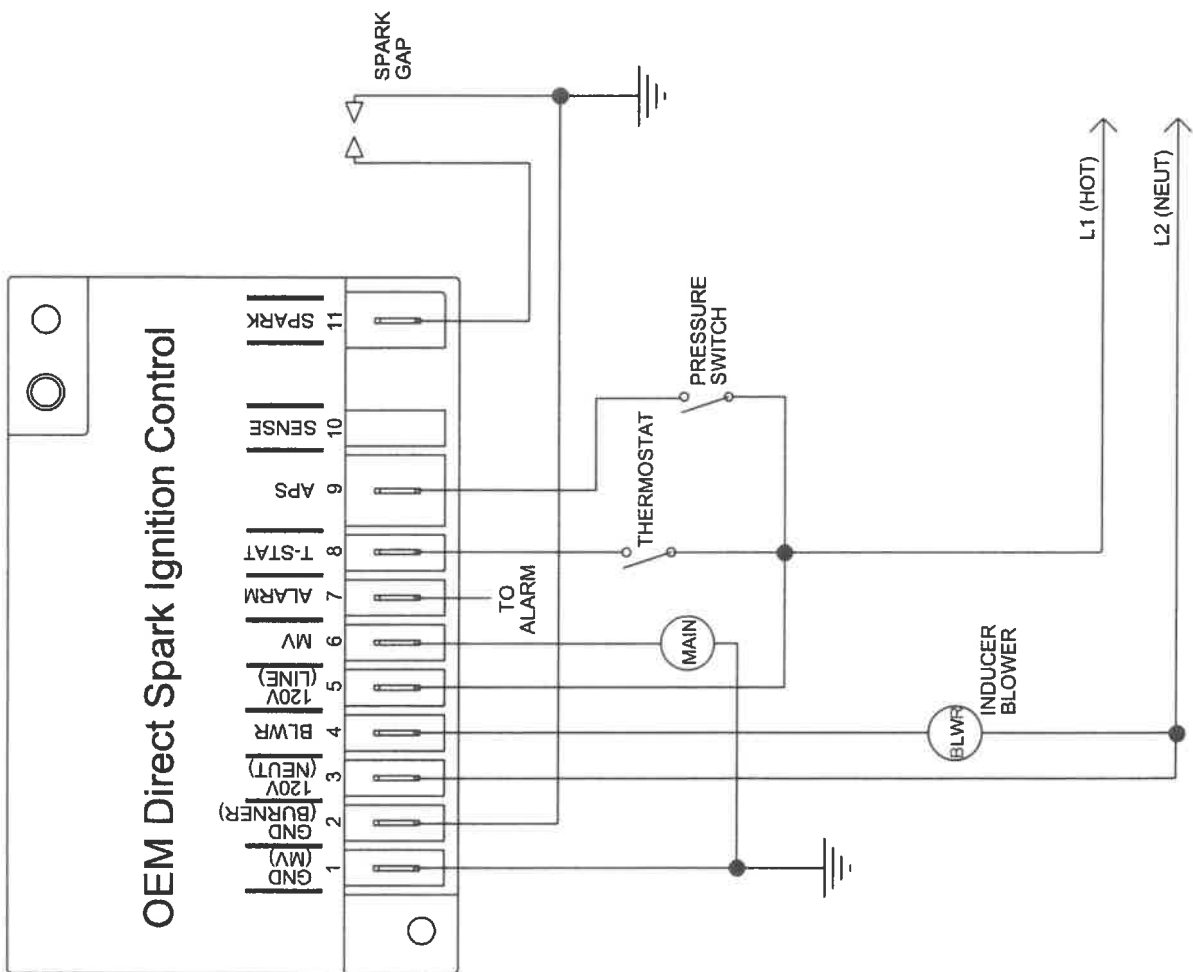 OEM Direct Spark Ignition Control
GND
(MV)
1
GND
(BURNER)
2
120V
(NEUT)
3
BLWR
4
120V
(LINE)
5
MV
6
ALARM
7
T-STAT
8
APS
9
SENSE
10
SPARK
11
SPARK
GAP
TO
ALARM
THERMOSTAT
PRESSURE
SWITCH
MAIN
BLWR
INDUCER
BLOWER
L1 (HOT)
L2 (NEUT)